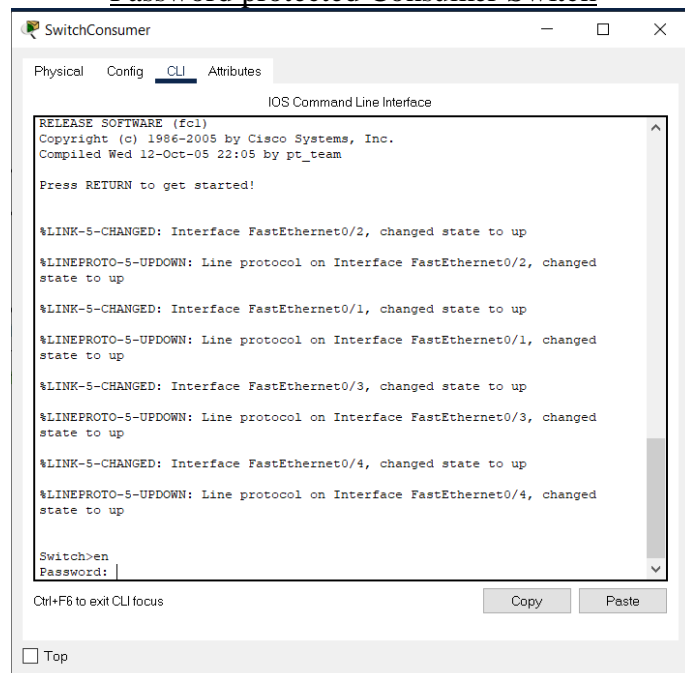 Password protected Consumer Switch
SwitchConsumer
Physical Config CLI Attributes
IOS Command Line Interface
RELEASE SOFTWARE (fc1)
Copyright (c) 1986-2005 by Cisco Systems, Inc.
Compiled Wed 12-Oct-05 22:05 by pt_team
Press RETURN to get started!
%LINK-5-CHANGED: Interface FastEthernet0/2, changed state to up
%LINEPROTO-5-UPDOWN: Line protocol on Interface FastEthernet0/2, changed
state to up
%LINK-5-CHANGED: Interface FastEthernet0/1, changed state to up
%LINEPROTO-5-UPDOWN: Line protocol on Interface FastEthernet0/1, changed
state to up
%LINK-5-CHANGED: Interface FastEthernet0/3, changed state to up
%LINEPROTO-5-UPDOWN: Line protocol on Interface FastEthernet0/3, changed
state to up
%LINK-5-CHANGED: Interface FastEthernet0/4, changed state to up
%LINEPROTO-5-UPDOWN: Line protocol on Interface FastEthernet0/4, changed
state to up
Switch>en
Password:
Ctrl+F6 to exit CLI focus
Copy Paste
Top